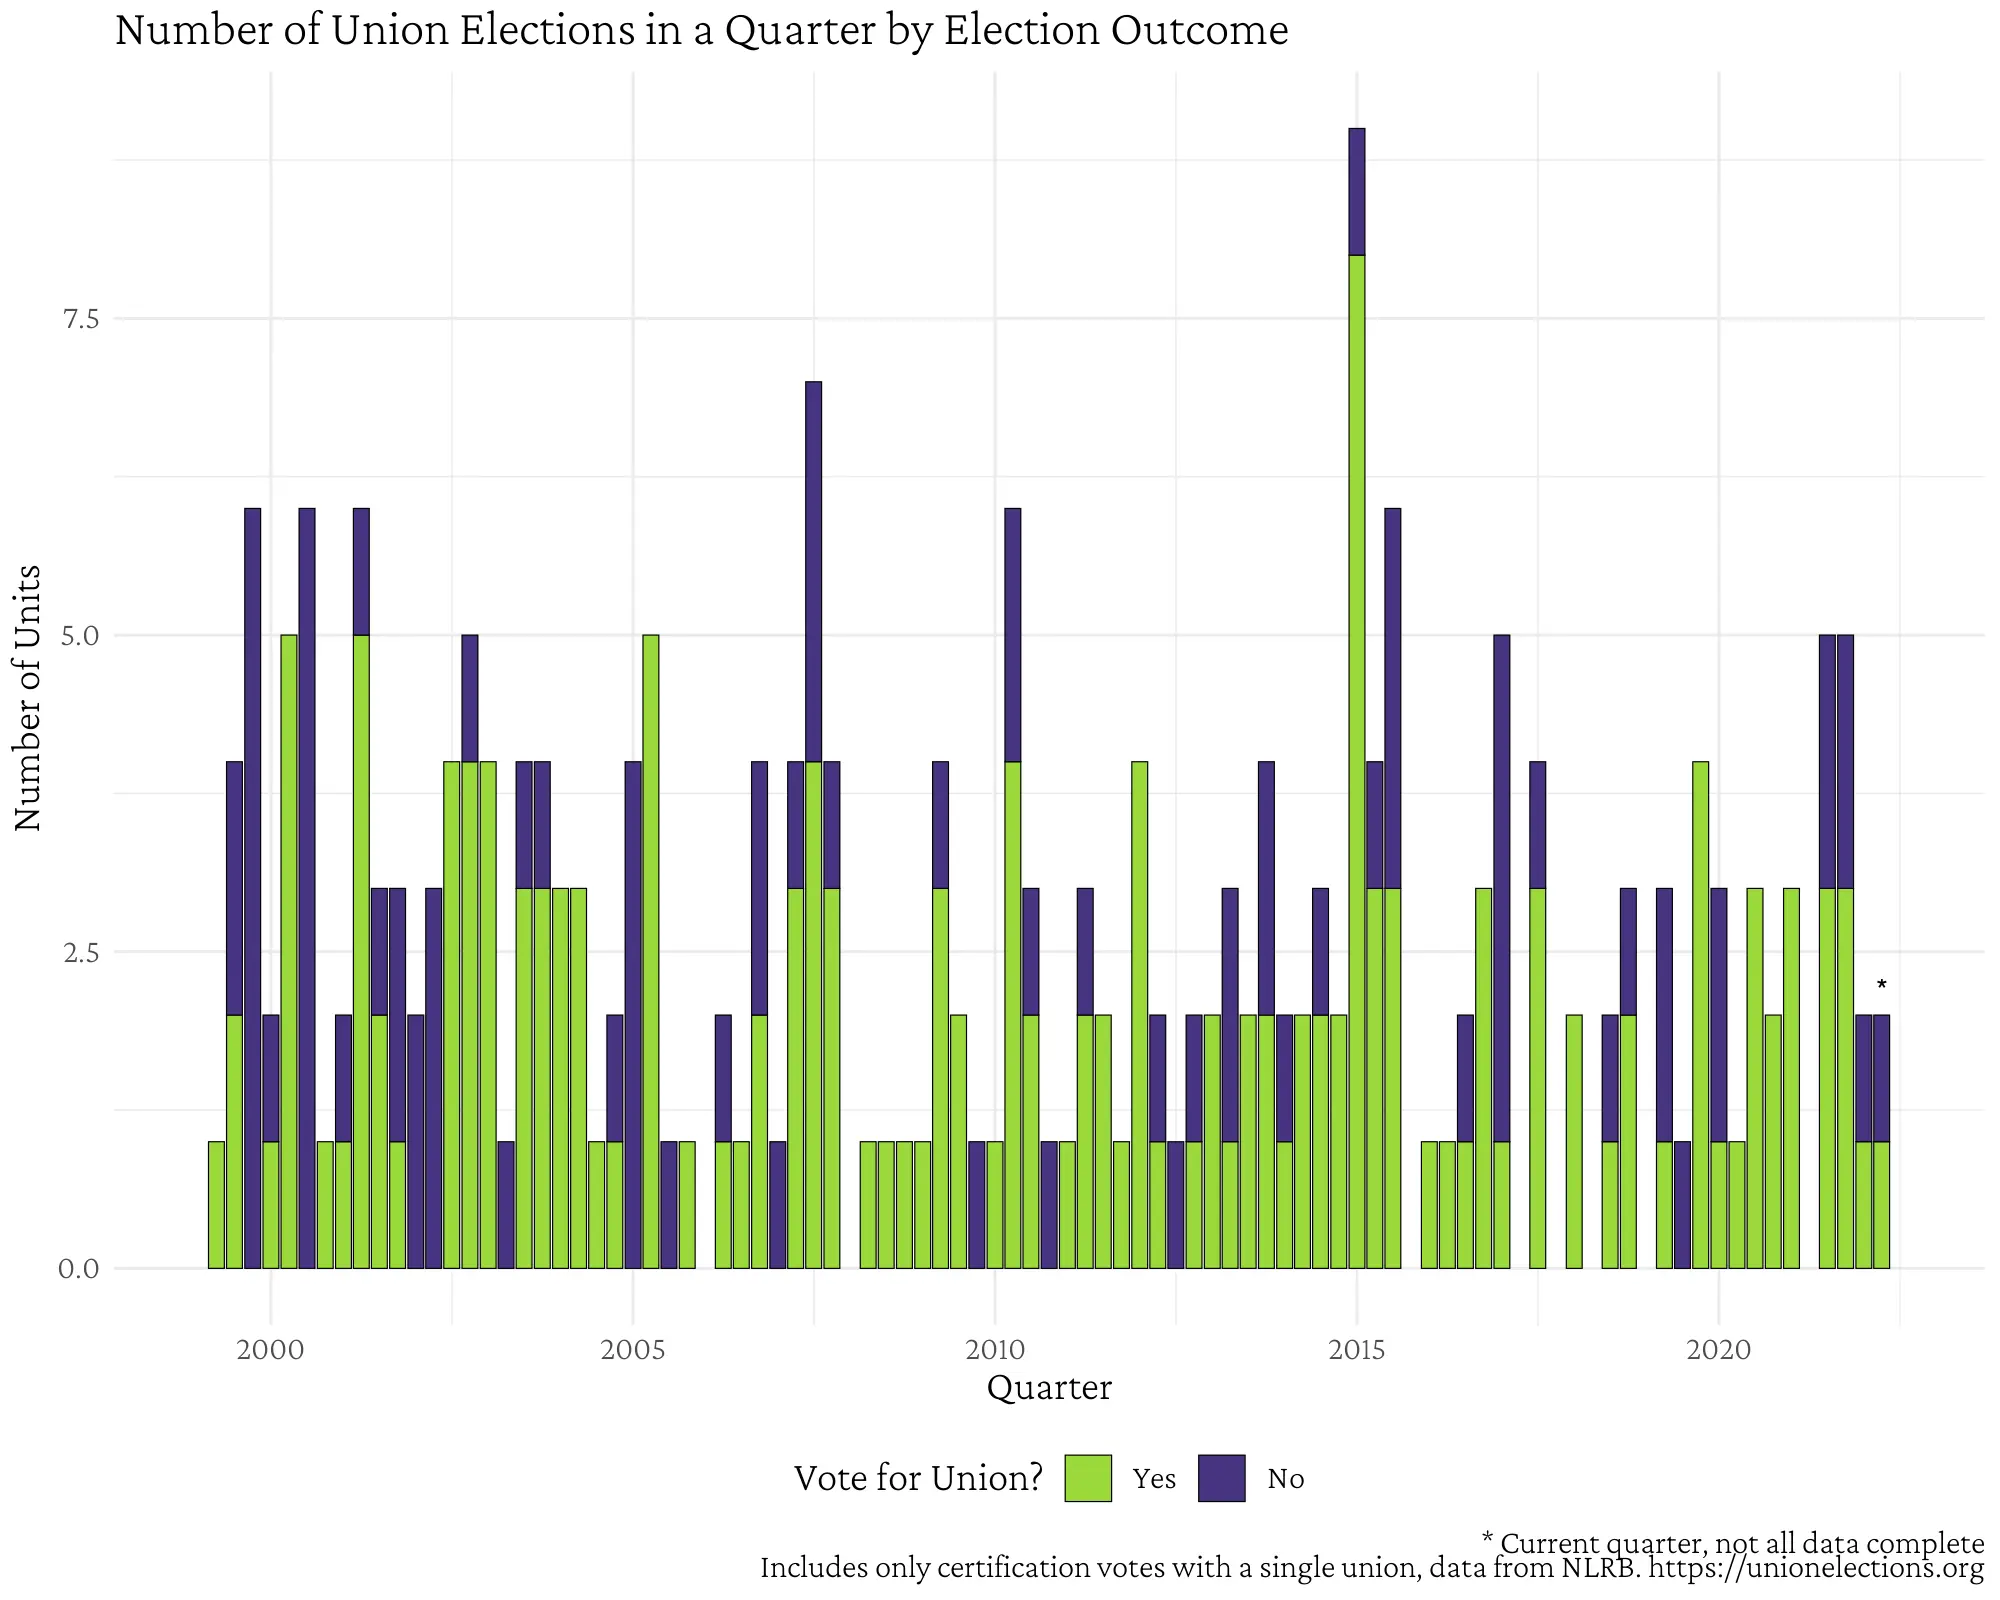 Number of Union Elections in a Quarter by Election Outcome
Number of Units
7.5
5.0
2.5
0.0
*
2000 2005 2010 2015 2020
Quarter
Vote for Union? Yes No
* Current quarter, not all data complete
Includes only certification votes with a single union, data from NLRB. https://unionelections.org